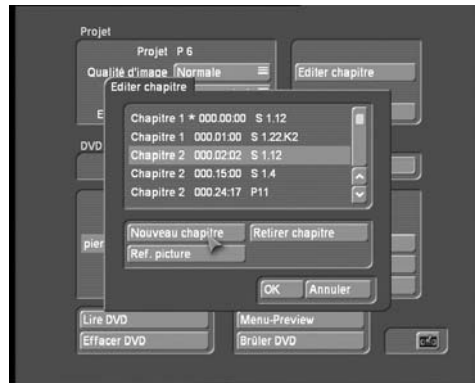 Projet
Projet P 6
Qualité d'image Normale
Editer chapitre
Editer chapitre
E
Chapitre 1 * 000.00:00 S 1.12
Chapitre 1 000.01:00 S 1.22.K2
DVD
Chapitre 2 000.02:02 S 1.12
Chapitre 2 000.15:00 S 1.4
Chapitre 2 000.24:17 P11
Nouveau chapitre Retirer chapitre
pier
Ref. picture
OK Annuler
Lire DVD Menu-Preview
Effacer DVD Brûler DVD